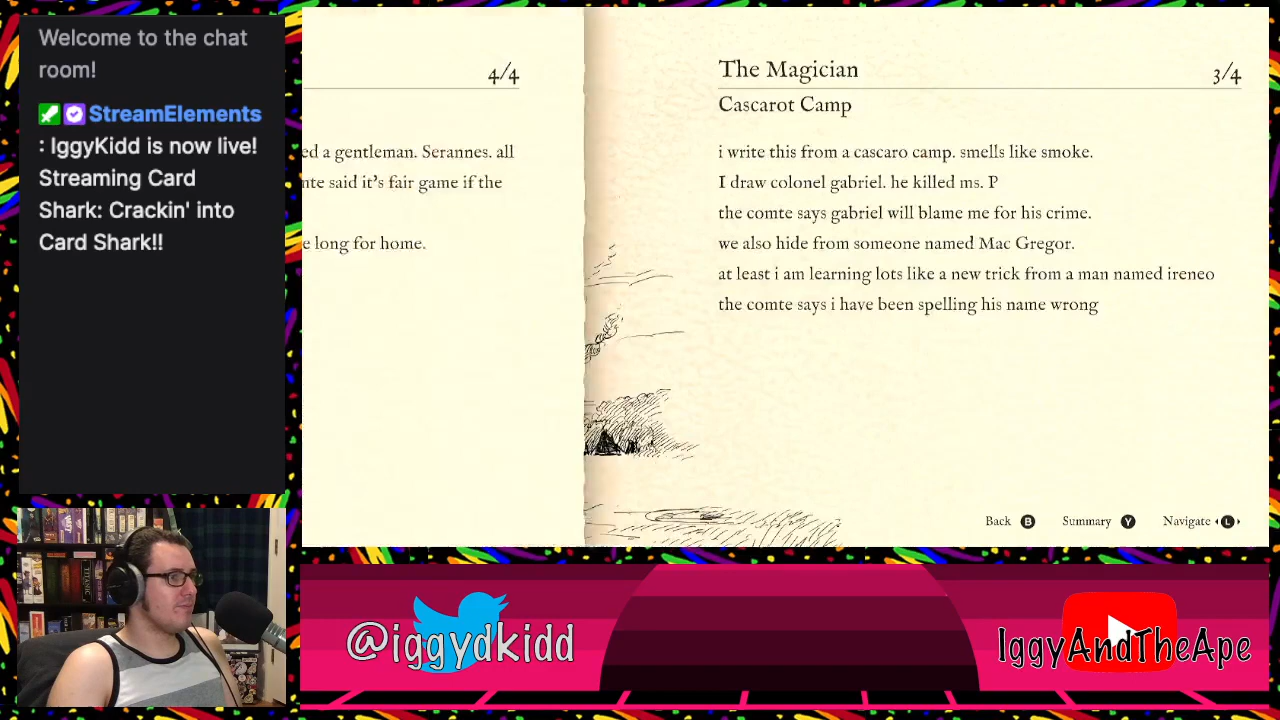 Welcome to the chat
room!
StreamElements
: IggyKidd is now live!
Streaming Card
Shark: Crackin' into
Card Shark!!
4/4
ed a gentleman. Serannes. all
nte said it's fair game if the
e long for home.
The Magician
3/4
Cascarot Camp
i write this from a cascaro camp. smells like smoke.
I draw colonel gabriel. he killed ms. P
the comte says gabriel will blame me for his crime.
we also hide from someone named Mac Gregor.
at least i am learning lots like a new trick from a man named ireneo
the comte says i have been spelling his name wrong
Back B Summary Y Navigate L
TITANIC
@iggydkidd
IggyAndTheApe